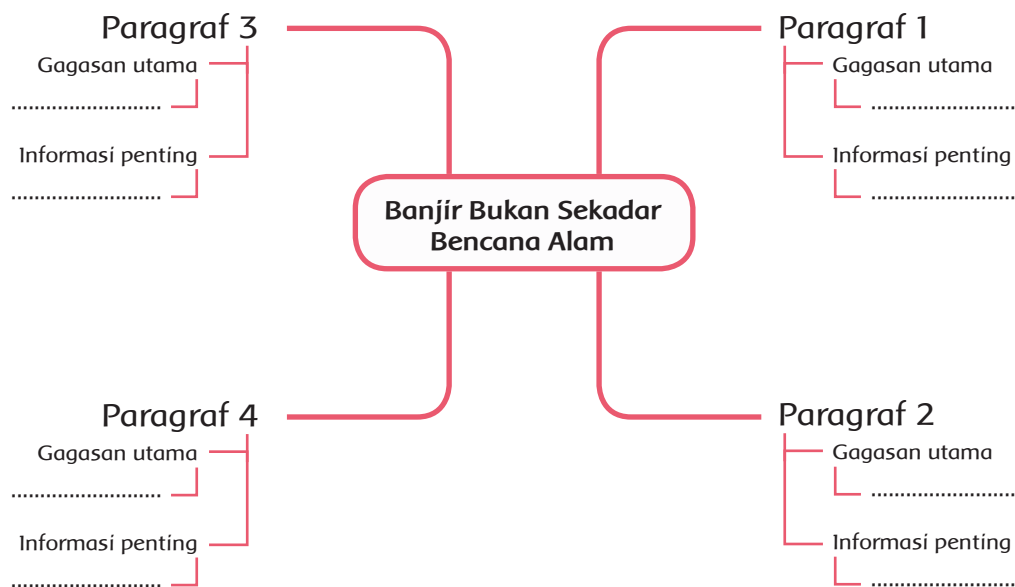 Paragraf 3
Gagasan utama
..........................
Informasi penting
..........................
Paragraf 1
Gagasan utama
.........................
Informasi penting
.........................
Banjir Bukan Sekadar
Bencana Alam
Paragraf 4
Gagasan utama
..........................
Informasi penting
..........................
Paragraf 2
Gagasan utama
.........................
Informasi penting
.........................